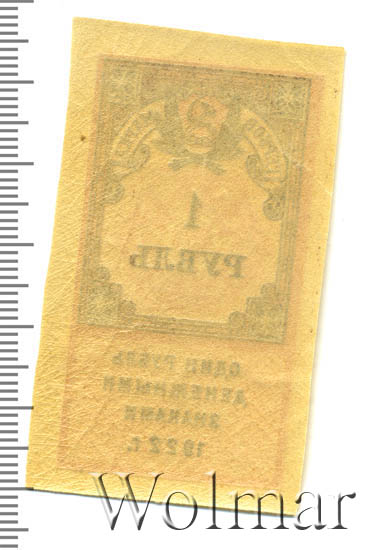 1
РУБЛЬ
ОДИН РУБЛЬ
ДЕНЕЖНЫМИ
ЗНАКАМИ
1922 г.
Wolmar